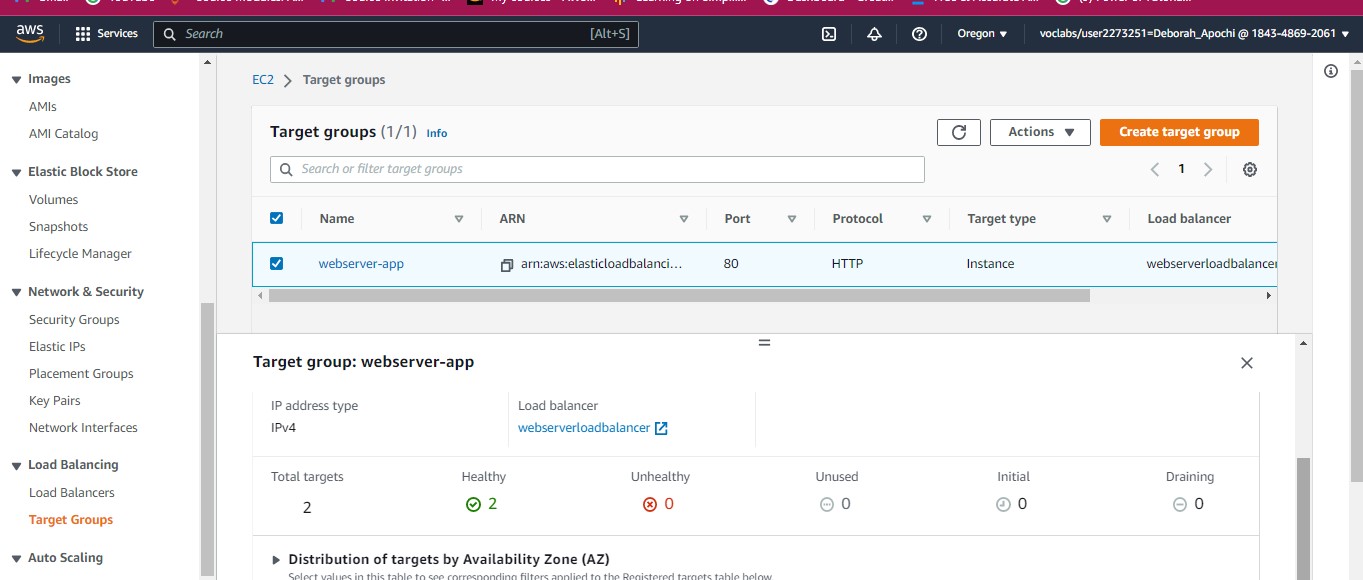 aws Services Search [Alt+S] Oregon voclabs/user2273251=Deborah_Apochi @ 1843-4869-2061
Images
AMIs
AMI Catalog
Elastic Block Store
Volumes
Snapshots
Lifecycle Manager
Network & Security
Security Groups
Elastic IPs
Placement Groups
Key Pairs
Network Interfaces
Load Balancing
Load Balancers
Target Groups
Auto Scaling
EC2 Target groups
Target groups (1/1) Info
Actions
Create target group
Search or filter target groups
1
Name ARN Port Protocol Target type Load balancer
webserver-app arn:aws:elasticloadbalanci... 80 HTTP Instance webserverloadbalancer
Target group: webserver-app
IP address type Load balancer
IPv4 webserverloadbalancer
Total targets Healthy Unhealthy Unused Initial Draining
2 2 0 0 0 0
Distribution of targets by Availability Zone (AZ)
Select values in this table to see corresponding filters applied to the Registered targets table below